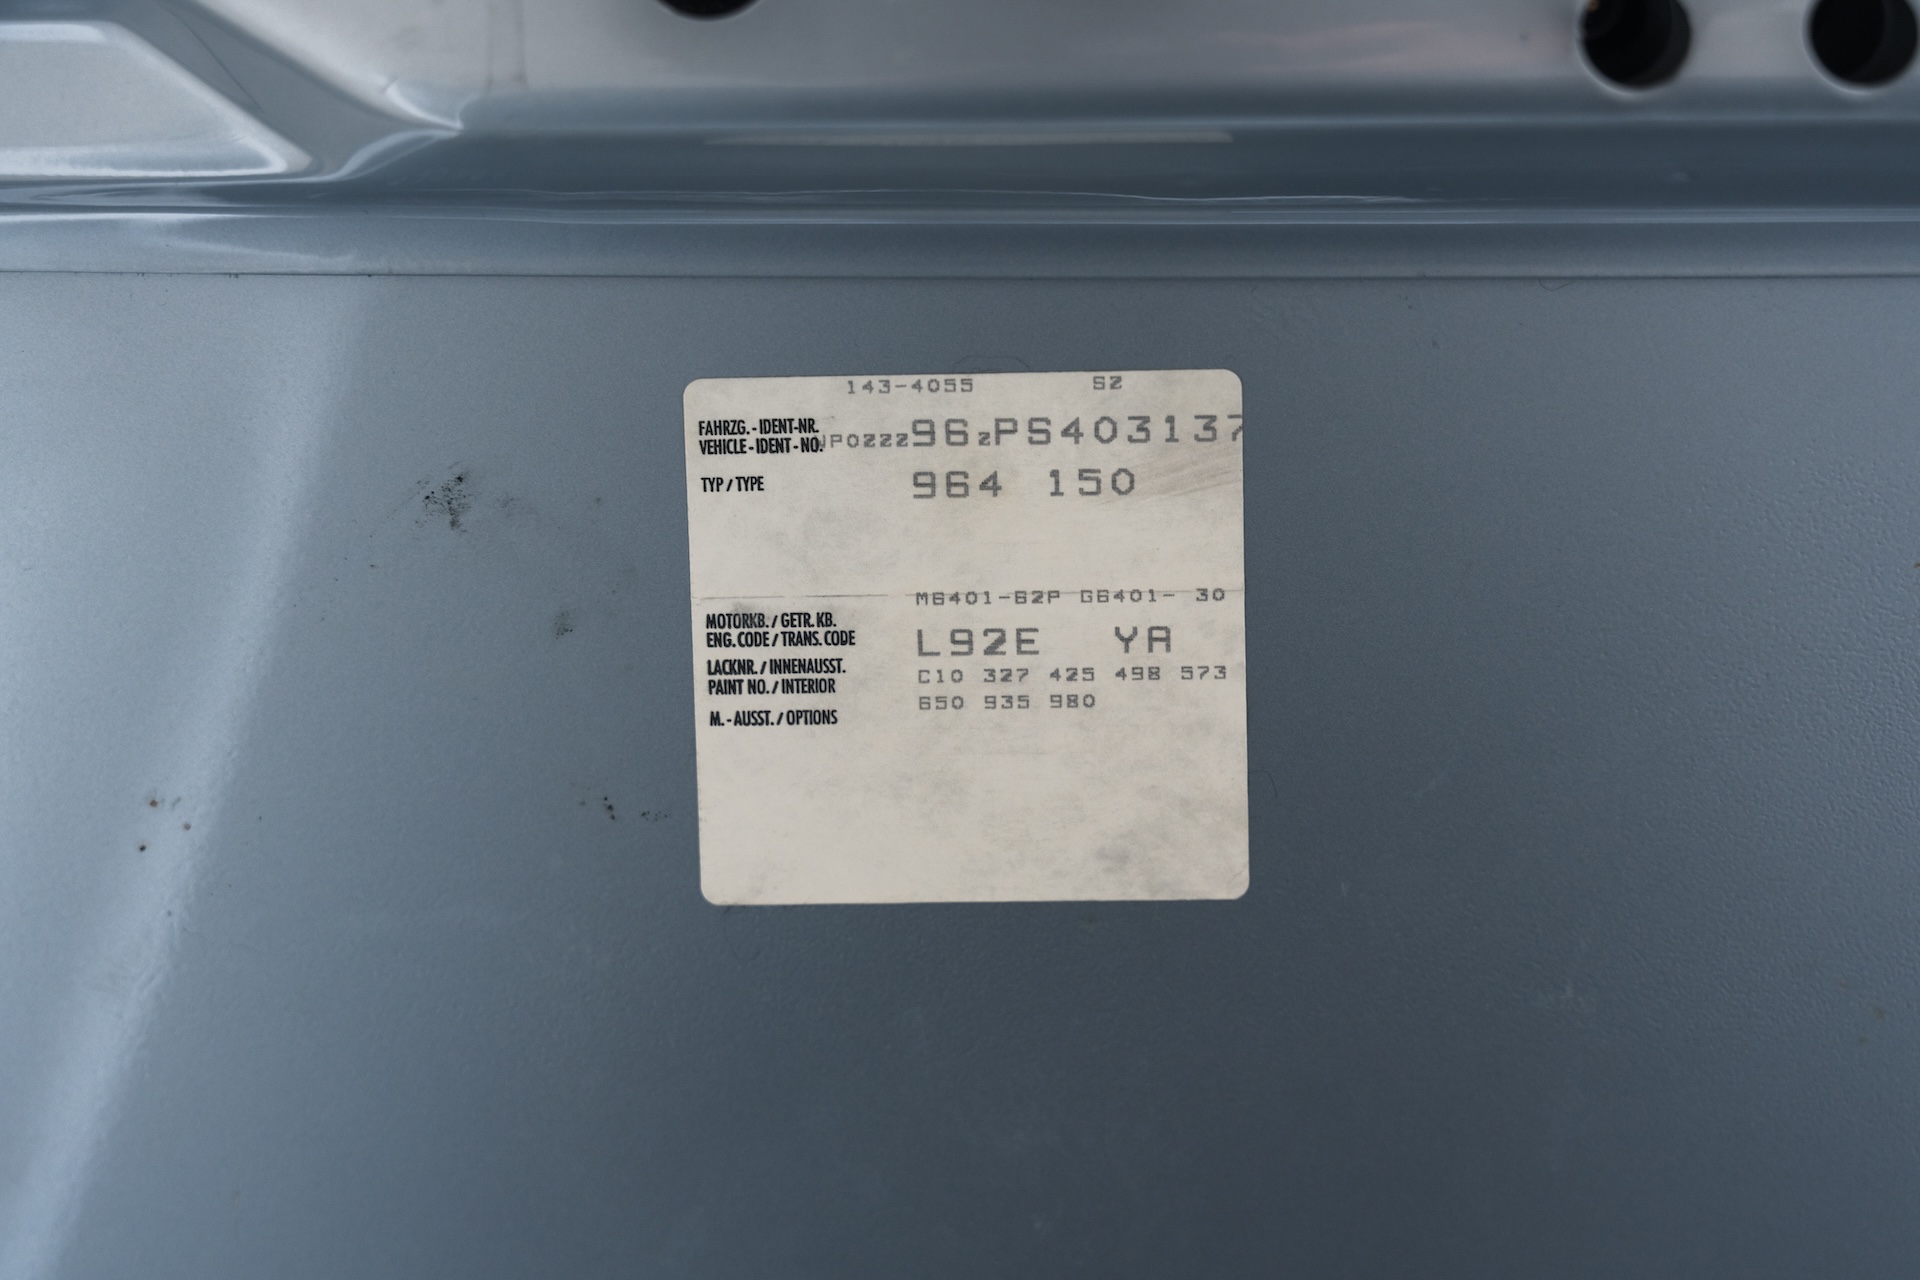 143-4055 SZ
FAHRZG.-IDENT-NR.
VEHICLE-IDENT-NO. WP0ZZZ96ZPS403137
TYP / TYPE 964 150
M6401-62P G6401- 30
MOTORKB. / GETR. KB.
ENG. CODE / TRANS. CODE L92E YA
LACKNR. / INNENAUSST. C10 327 425 498 573
PAINT NO. / INTERIOR 650 935 980
M.-AUSST. / OPTIONS